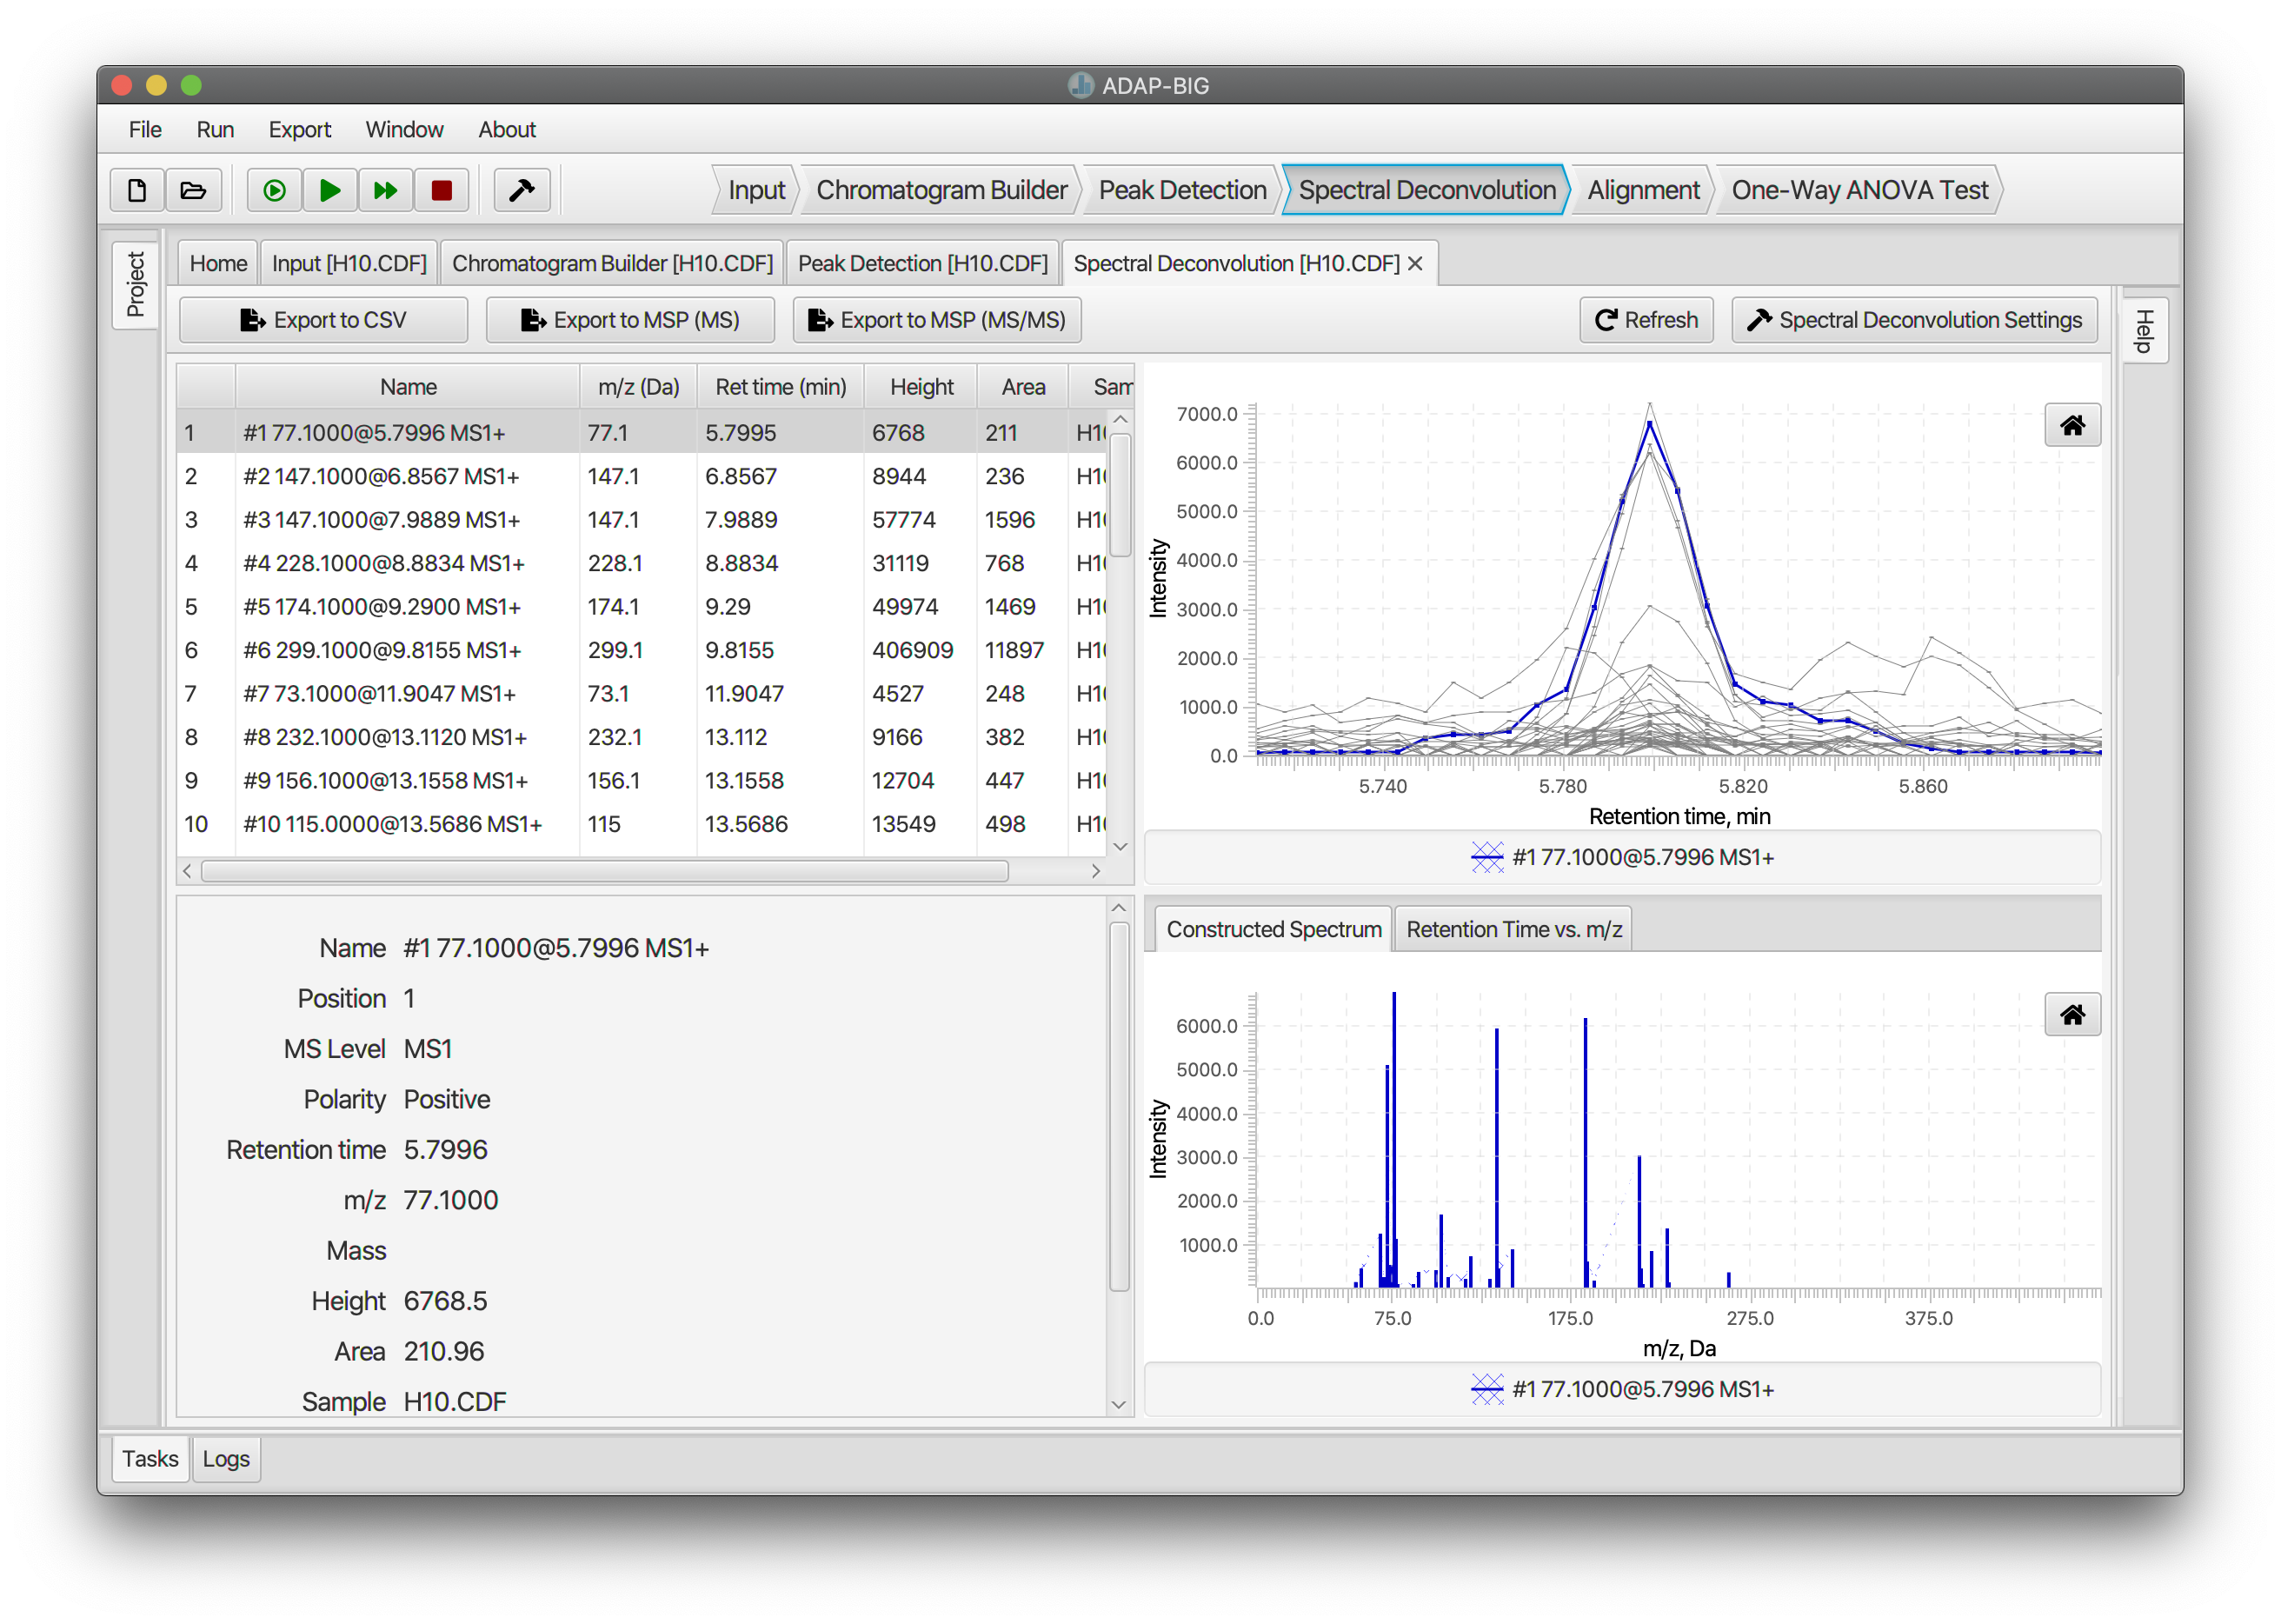 ADAP-BIG
File Run Export Window About
Input Chromatogram Builder Peak Detection Spectral Deconvolution Alignment One-Way ANOVA Test
Project
Home Input [H10.CDF] Chromatogram Builder [H10.CDF] Peak Detection [H10.CDF] Spectral Deconvolution [H10.CDF]
Export to CSV Export to MSP (MS) Export to MSP (MS/MS) Refresh Spectral Deconvolution Settings
Help
Name m/z (Da) Ret time (min) Height Area Sam
1 #1 77.1000@5.7996 MS1+ 77.1 5.7995 6768 211 H1
2 #2 147.1000@6.8567 MS1+ 147.1 6.8567 8944 236 H1
3 #3 147.1000@7.9889 MS1+ 147.1 7.9889 57774 1596 H1
4 #4 228.1000@8.8834 MS1+ 228.1 8.8834 31119 768 H1
5 #5 174.1000@9.2900 MS1+ 174.1 9.29 49974 1469 H1
6 #6 299.1000@9.8155 MS1+ 299.1 9.8155 406909 11897 H1
7 #7 73.1000@11.9047 MS1+ 73.1 11.9047 4527 248 H1
8 #8 232.1000@13.1120 MS1+ 232.1 13.112 9166 382 H1
9 #9 156.1000@13.1558 MS1+ 156.1 13.1558 12704 447 H1
10 #10 115.0000@13.5686 MS1+ 115 13.5686 13549 498 H1
Intensity
7000.0
6000.0
5000.0
4000.0
3000.0
2000.0
1000.0
0.0
5.740 5.780 5.820 5.860
Retention time, min
#1 77.1000@5.7996 MS1+
Name #1 77.1000@5.7996 MS1+
Position 1
MS Level MS1
Polarity Positive
Retention time 5.7996
m/z 77.1000
Mass
Height 6768.5
Area 210.96
Sample H10.CDF
Constructed Spectrum Retention Time vs. m/z
Intensity
6000.0
5000.0
4000.0
3000.0
2000.0
1000.0
0.0 75.0 175.0 275.0 375.0
m/z, Da
#1 77.1000@5.7996 MS1+
Tasks Logs